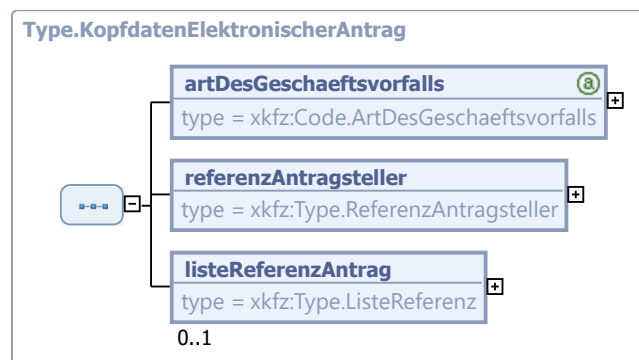 Type.KopfdatenElektronischerAntrag
artDesGeschaeftsvorfalls a
type = xkfz:Code.ArtDesGeschaeftsvorfalls
referenzAntragsteller
type = xkfz:Type.ReferenzAntragsteller
listeReferenzAntrag
type = xkfz:Type.ListeReferenz
0..1